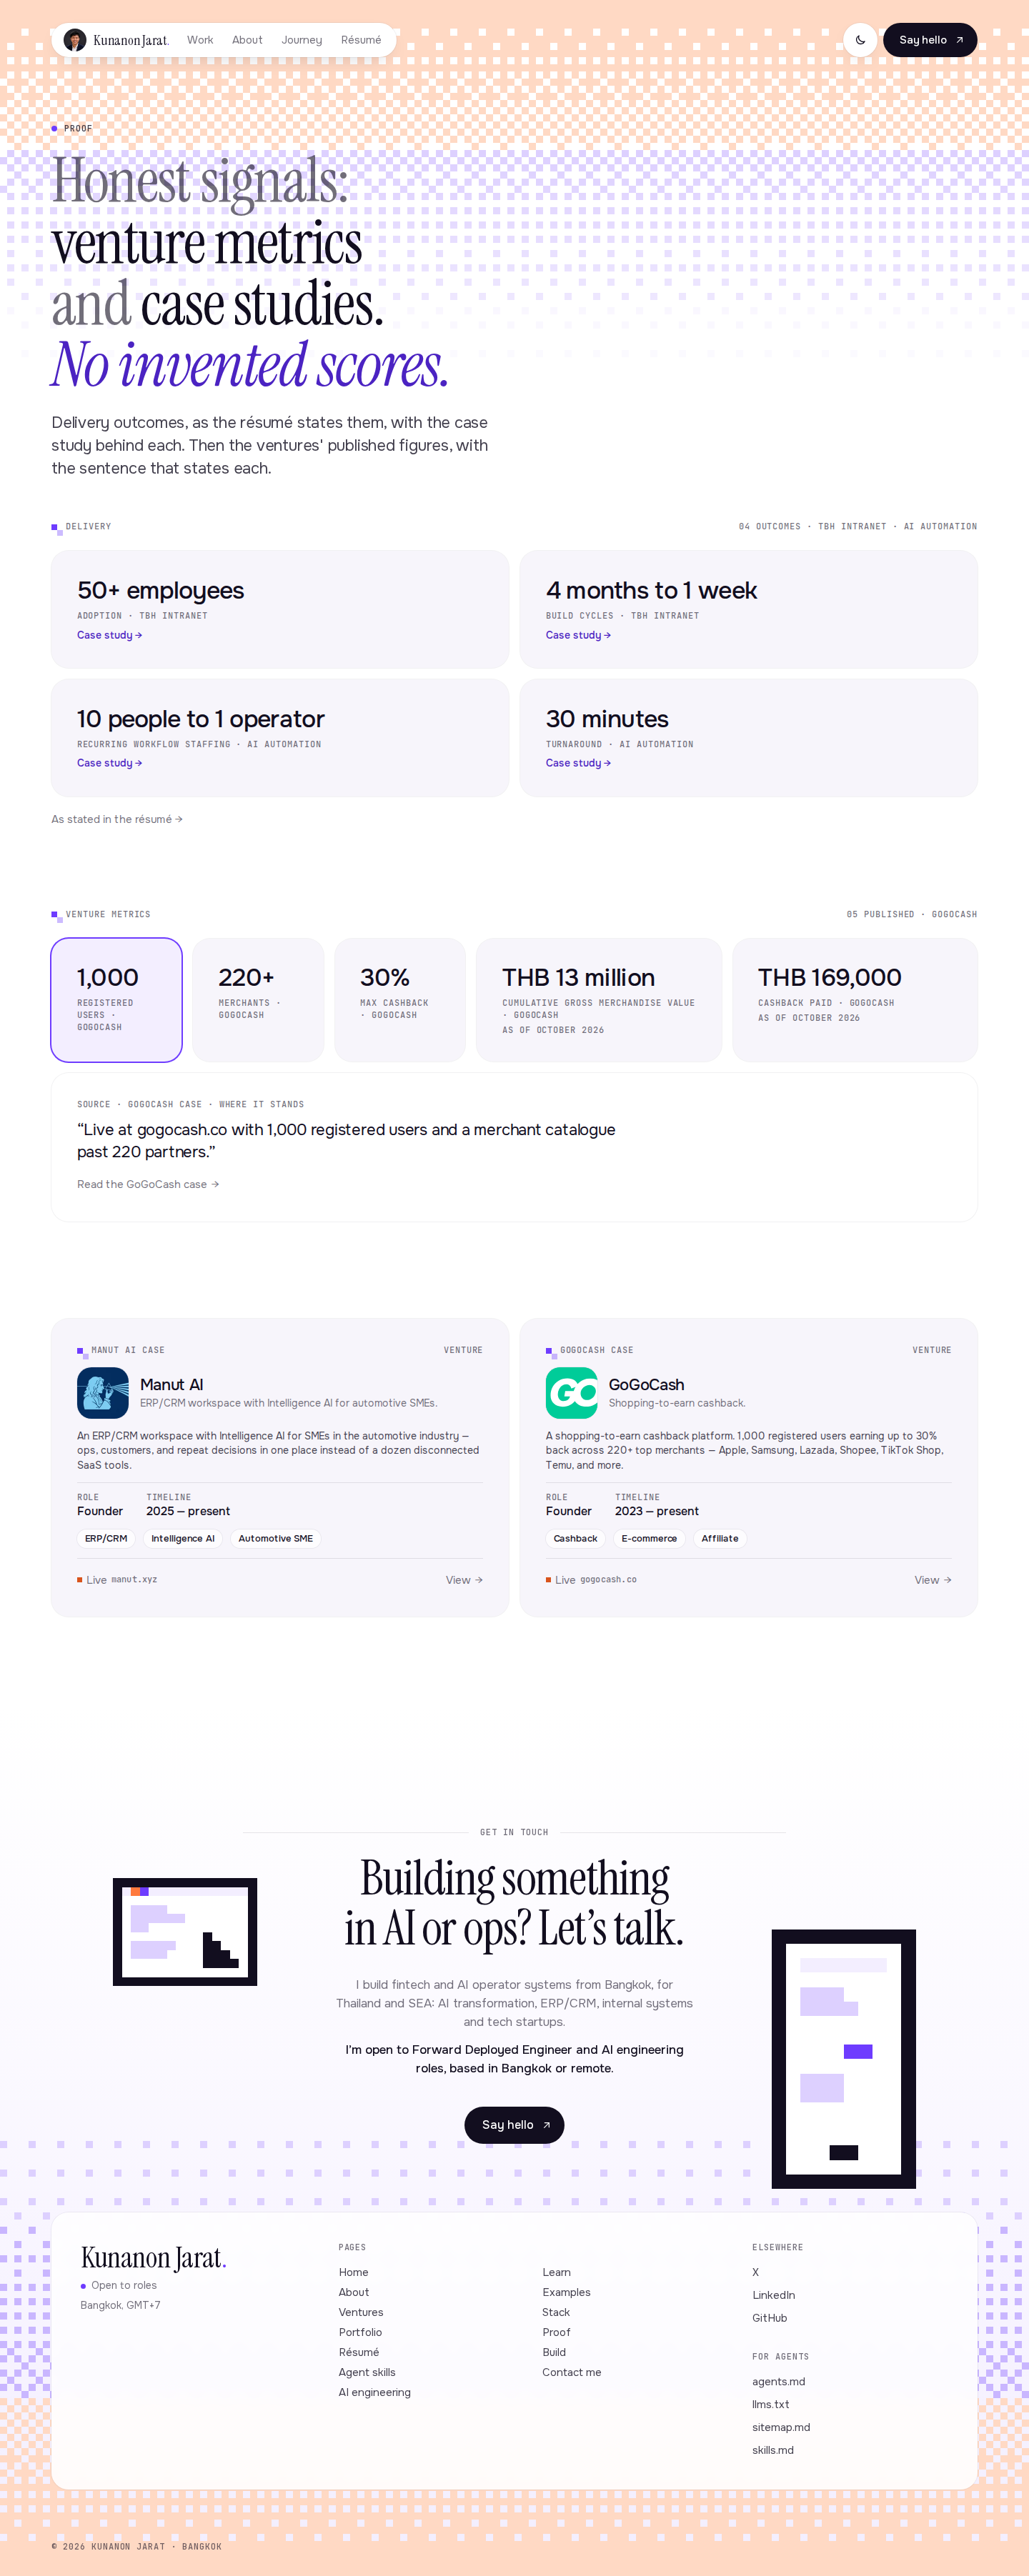 Kunanon Jarat.
Work
About
Journey
Résumé
Say hello ↗
PROOF
Honest signals:
venture metrics
and case studies.
No invented scores.
Delivery outcomes, as the résumé states them, with the case
study behind each. Then the ventures' published figures, with
the sentence that states each.
DELIVERY
04 OUTCOMES · TBH INTRANET · AI AUTOMATION
50+ employees
ADOPTION · TBH INTRANET
Case study →
4 months to 1 week
BUILD CYCLES · TBH INTRANET
Case study →
10 people to 1 operator
RECURRING WORKFLOW STAFFING · AI AUTOMATION
Case study →
30 minutes
TURNAROUND · AI AUTOMATION
Case study →
As stated in the résumé →
VENTURE METRICS
05 PUBLISHED · GOGOCASH
1,000
REGISTERED
USERS ·
GOGOCASH
220+
MERCHANTS ·
GOGOCASH
30%
MAX CASHBACK
· GOGOCASH
THB 13 million
CUMULATIVE GROSS MERCHANDISE VALUE
· GOGOCASH
AS OF OCTOBER 2026
THB 169,000
CASHBACK PAID · GOGOCASH
AS OF OCTOBER 2026
SOURCE · GOGOCASH CASE · WHERE IT STANDS
“Live at gogocash.co with 1,000 registered users and a merchant catalogue
past 220 partners.”
Read the GoGoCash case →
MANUT AI CASE
VENTURE
Manut AI
ERP/CRM workspace with Intelligence AI for automotive SMEs.
An ERP/CRM workspace with Intelligence AI for SMEs in the automotive industry —
ops, customers, and repeat decisions in one place instead of a dozen disconnected
SaaS tools.
ROLE
Founder
TIMELINE
2025 — present
ERP/CRM
Intelligence AI
Automotive SME
Live manut.xyz
View →
GOGOCASH CASE
VENTURE
GO
GoGoCash
Shopping-to-earn cashback.
A shopping-to-earn cashback platform. 1,000 registered users earning up to 30%
back across 220+ top merchants — Apple, Samsung, Lazada, Shopee, TikTok Shop,
Temu, and more.
ROLE
Founder
TIMELINE
2023 — present
Cashback
E-commerce
Affiliate
Live gogocash.co
View →
GET IN TOUCH
Building something
in AI or ops? Let’s talk.
I build fintech and AI operator systems from Bangkok, for
Thailand and SEA: AI transformation, ERP/CRM, internal systems
and tech startups.
I'm open to Forward Deployed Engineer and AI engineering
roles, based in Bangkok or remote.
Say hello ↗
Kunanon Jarat.
Open to roles
Bangkok, GMT+7
PAGES
Home
About
Ventures
Portfolio
Résumé
Agent skills
AI engineering
Learn
Examples
Stack
Proof
Build
Contact me
ELSEWHERE
X
LinkedIn
GitHub
FOR AGENTS
agents.md
llms.txt
sitemap.md
skills.md
© 2026 KUNANON JARAT · BANGKOK